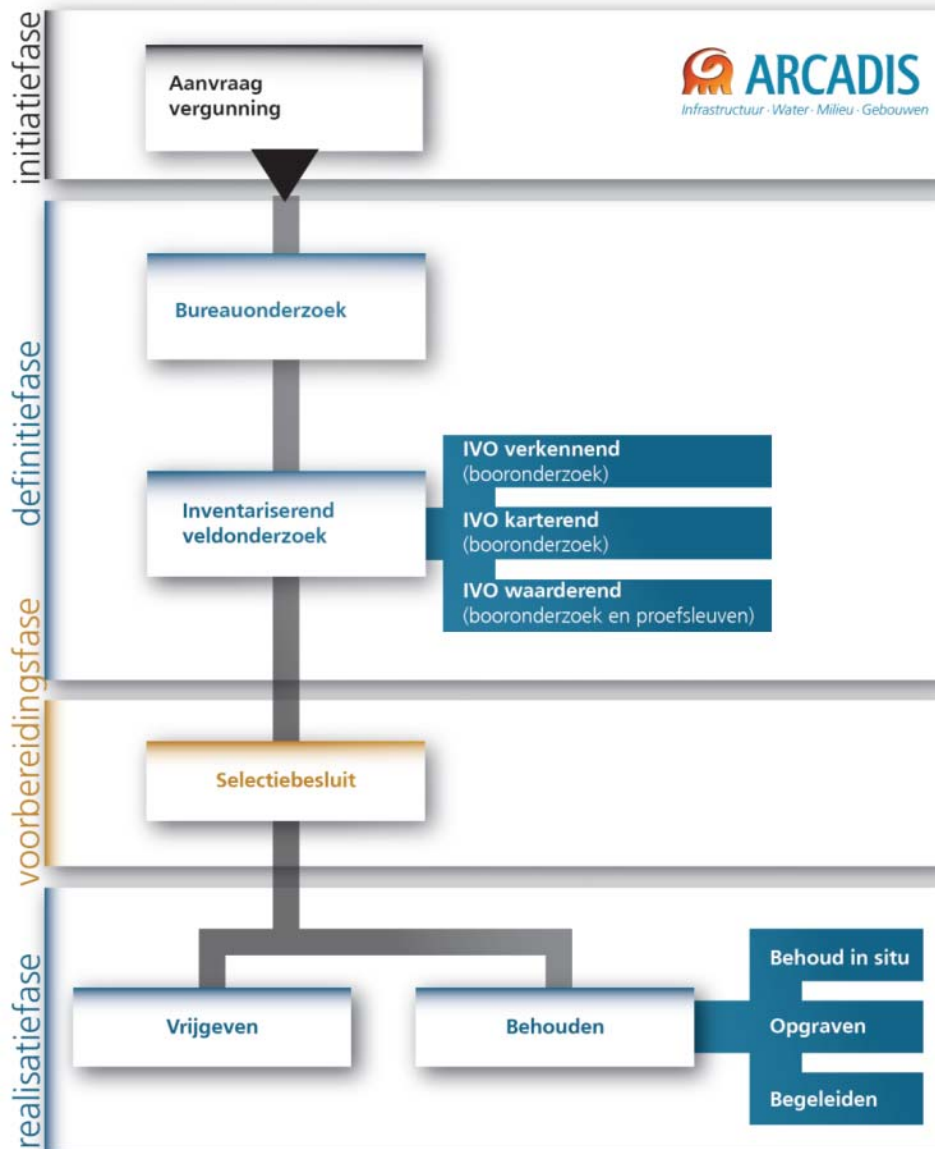 initiatiefase
Aanvraag
vergunning
ARCADIS
Infrastructuur · Water · Milieu · Gebouwen
definitiefase
Bureauonderzoek
Inventariserend
veldonderzoek
IVO verkennend
(booronderzoek)
IVO karterend
(booronderzoek)
IVO waarderend
(booronderzoek en proefsleuven)
voorbereidingsfase
Selectiebesluit
realisatiefase
Vrijgeven
Behouden
Behoud in situ
Opgraven
Begeleiden